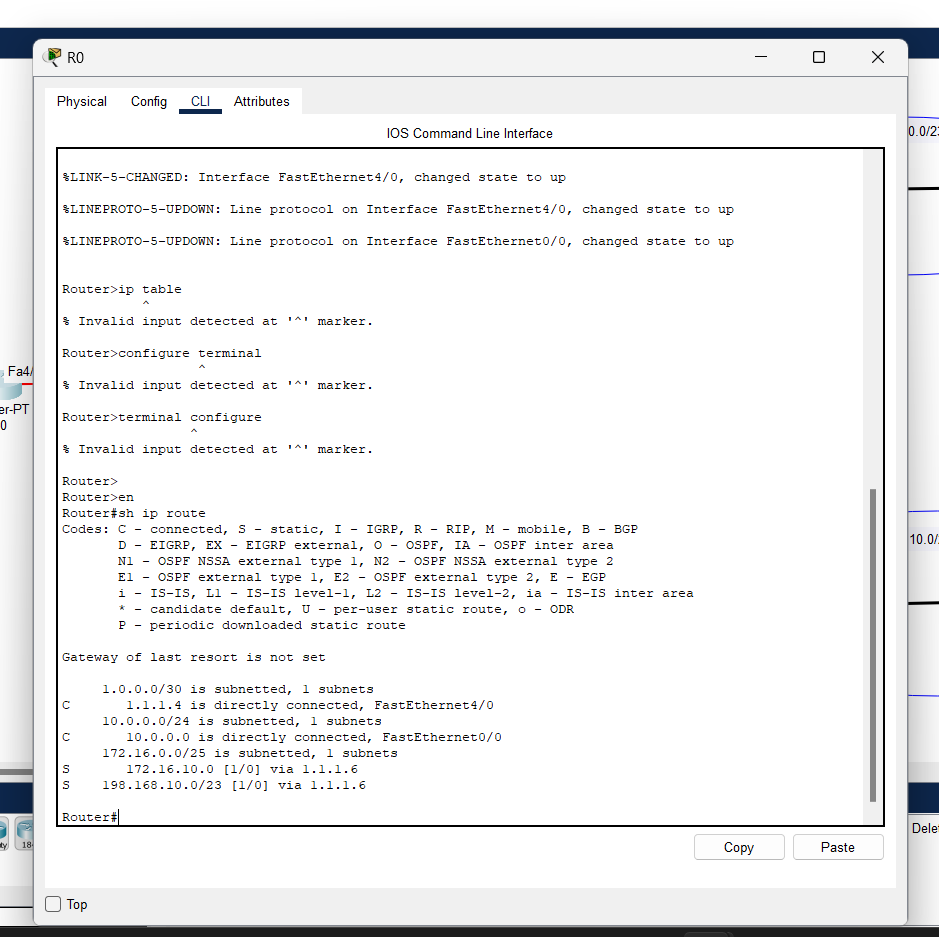 R0
Physical Config CLI Attributes
IOS Command Line Interface
%LINK-5-CHANGED: Interface FastEthernet4/0, changed state to up
%LINEPROTO-5-UPDOWN: Line protocol on Interface FastEthernet4/0, changed state to up
%LINEPROTO-5-UPDOWN: Line protocol on Interface FastEthernet0/0, changed state to up
Router>ip table
^
% Invalid input detected at '^' marker.
Router>configure terminal
^
% Invalid input detected at '^' marker.
Router>terminal configure
^
% Invalid input detected at '^' marker.
Router>
Router>en
Router#sh ip route
Codes: C - connected, S - static, I - IGRP, R - RIP, M - mobile, B - BGP
D - EIGRP, EX - EIGRP external, O - OSPF, IA - OSPF inter area
N1 - OSPF NSSA external type 1, N2 - OSPF NSSA external type 2
E1 - OSPF external type 1, E2 - OSPF external type 2, E - EGP
i - IS-IS, L1 - IS-IS level-1, L2 - IS-IS level-2, ia - IS-IS inter area
* - candidate default, U - per-user static route, o - ODR
P - periodic downloaded static route
Gateway of last resort is not set
1.0.0.0/30 is subnetted, 1 subnets
C 1.1.1.4 is directly connected, FastEthernet4/0
10.0.0.0/24 is subnetted, 1 subnets
C 10.0.0.0 is directly connected, FastEthernet0/0
172.16.0.0/25 is subnetted, 1 subnets
S 172.16.10.0 [1/0] via 1.1.1.6
S 198.168.10.0/23 [1/0] via 1.1.1.6
Router#
Copy Paste
Top
Fa4/
er-PT
0
0.0/23
10.0/
18
Dele